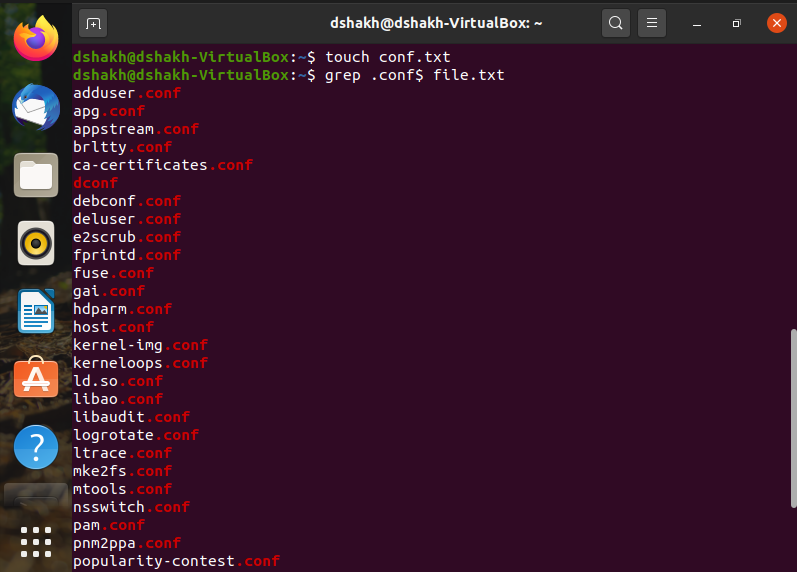 dshakh@dshakh-VirtualBox: ~
dshakh@dshakh-VirtualBox:~$ touch conf.txt
dshakh@dshakh-VirtualBox:~$ grep .conf$ file.txt
adduser.conf
apg.conf
appstream.conf
brltty.conf
ca-certificates.conf
dconf
debconf.conf
deluser.conf
e2scrub.conf
fprintd.conf
fuse.conf
gai.conf
hdparm.conf
host.conf
kernel-img.conf
kerneloops.conf
ld.so.conf
libao.conf
libaudit.conf
logrotate.conf
ltrace.conf
mke2fs.conf
mtools.conf
nsswitch.conf
pam.conf
pnm2ppa.conf
popularity-contest.conf